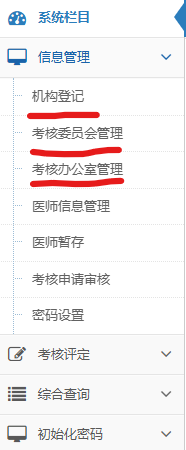 系统栏目
信息管理
机构登记
考核委员会管理
考核办公室管理
医师信息管理
医师暂存
考核申请审核
密码设置
考核评定
综合查询
初始化密码